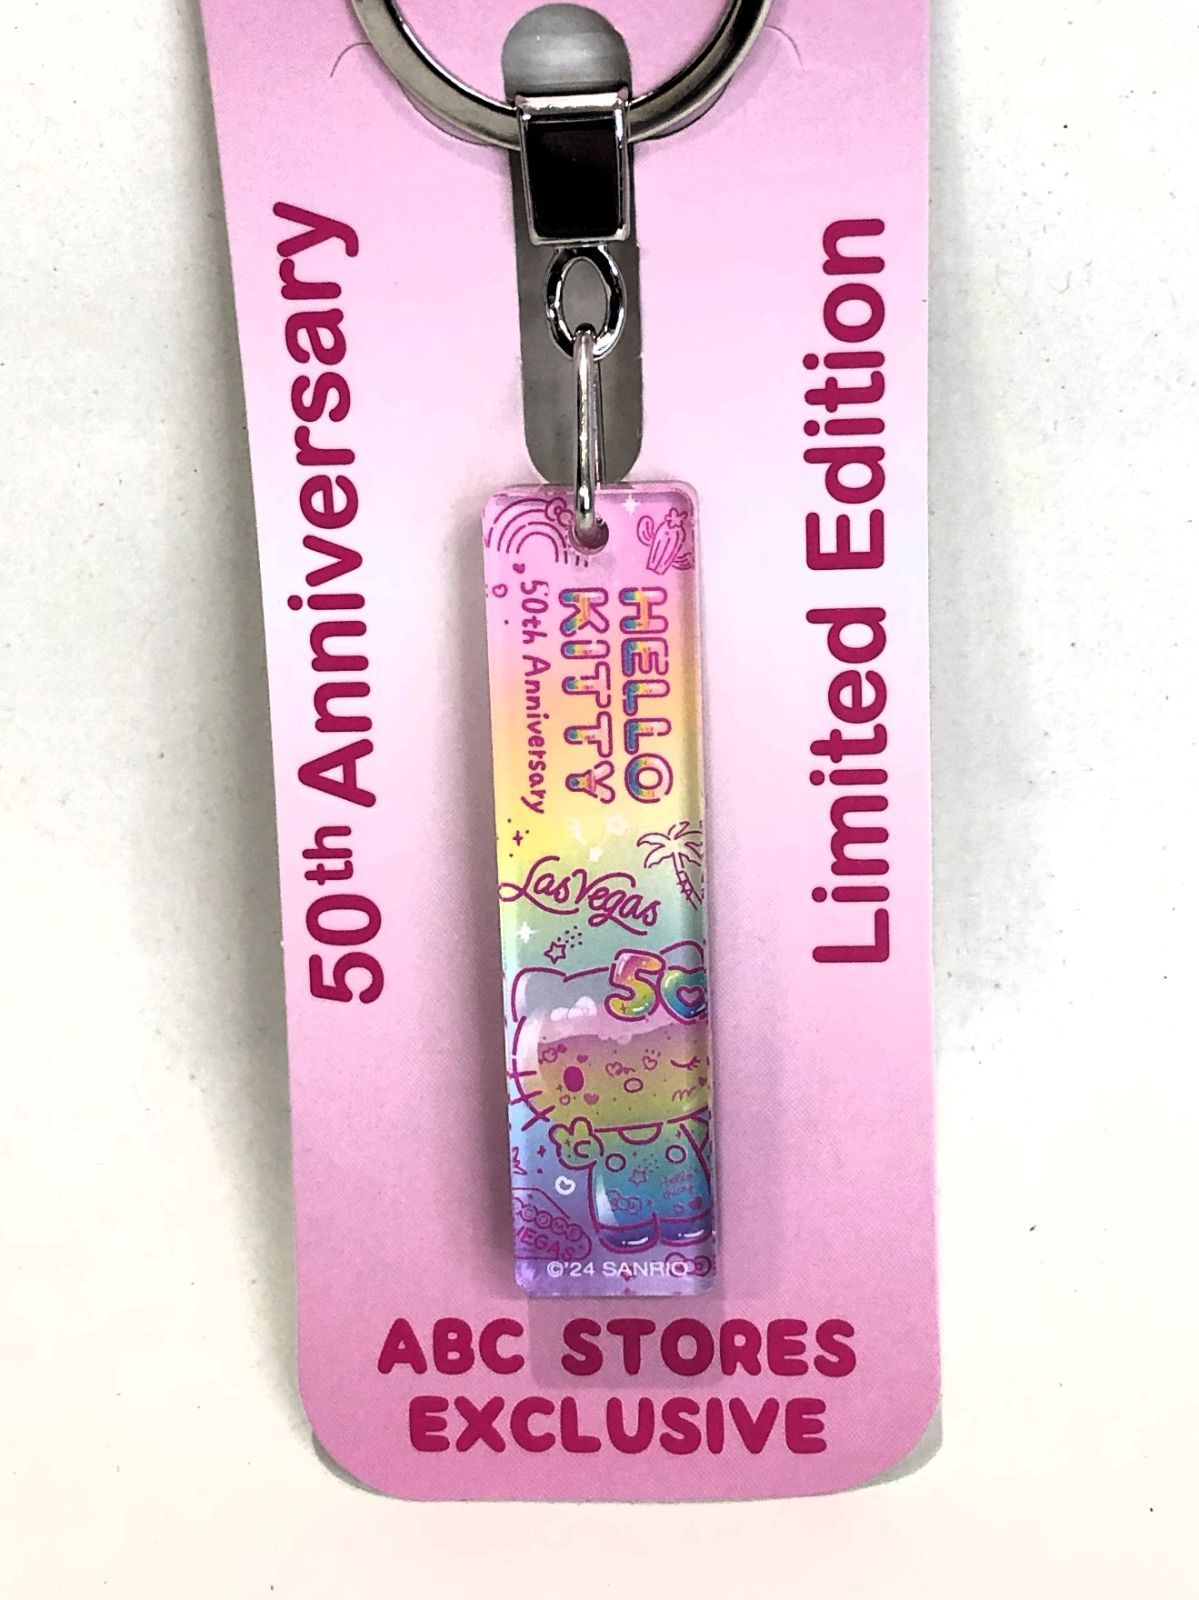 50th Anniversary
Limited Edition
HELLO
KITTY
50th Anniversary
Las Vegas
50
VEGAS
©'24 SANRIO
ABC STORES
EXCLUSIVE